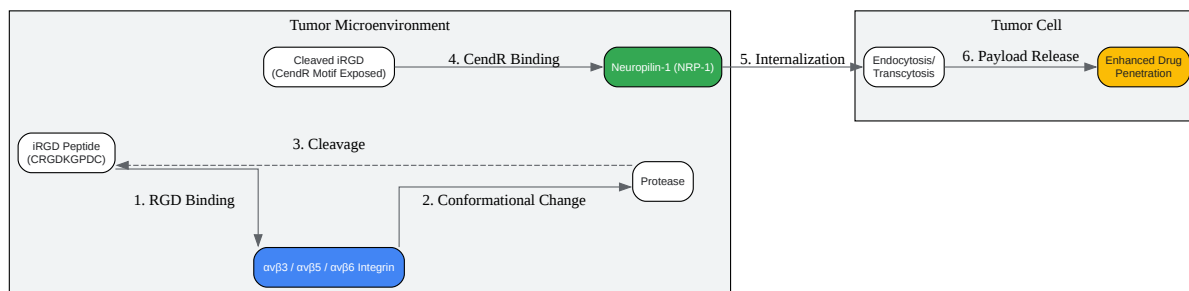 Tumor Microenvironment
Tumor Cell
Cleaved iRGD
(CendR Motif Exposed)
4. CendR Binding
Neuropilin-1 (NRP-1)
5. Internalization
Endocytosis/
Transcytosis
6. Payload Release
Enhanced Drug
Penetration
iRGD Peptide
(CRGDKGPDC)
3. Cleavage
Protease
1. RGD Binding
2. Conformational Change
αvβ3 / αvβ5 / αvβ6 Integrin